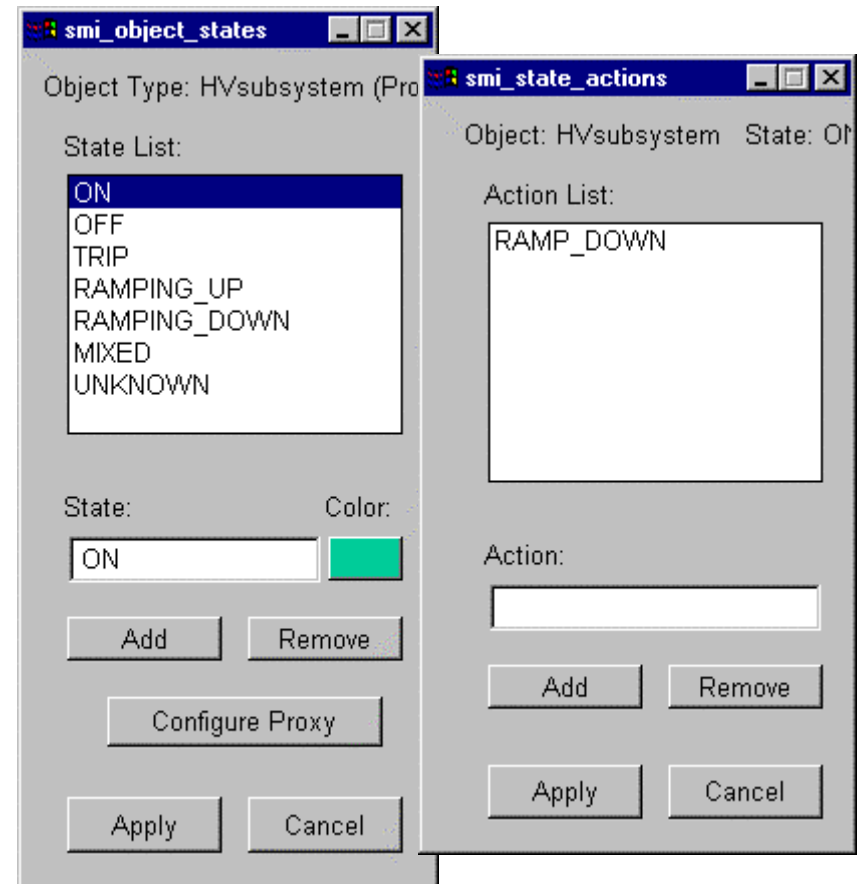 smi_object_states
Object Type: HVsubsystem (Pro
State List:
ON
OFF
TRIP
RAMPING_UP
RAMPING_DOWN
MIXED
UNKNOWN
State: Color:
ON
Add Remove
Configure Proxy
Apply Cancel
smi_state_actions
Object: HVsubsystem State: ON
Action List:
RAMP_DOWN
Action:
Add Remove
Apply Cancel